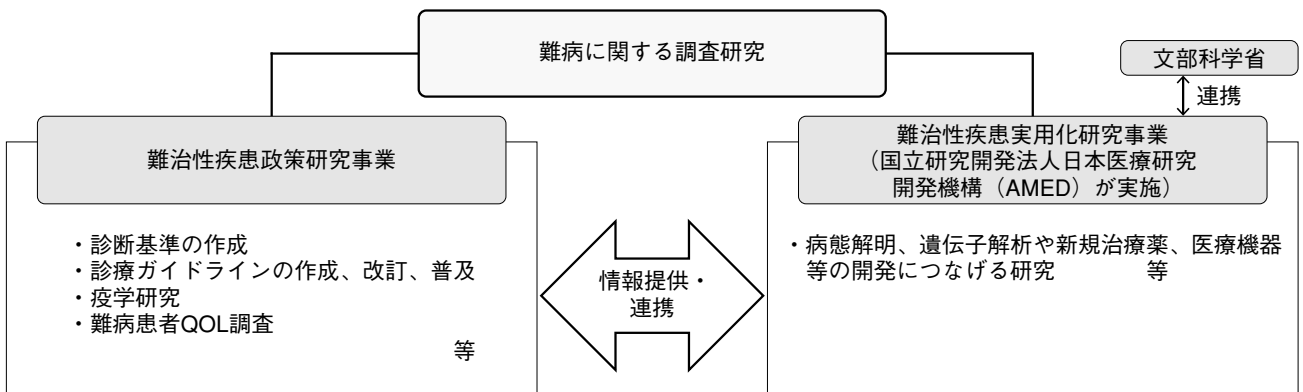 難病に関する調査研究
文部科学省
連携
難治性疾患政策研究事業
難治性疾患実用化研究事業
（国立研究開発法人日本医療研究
開発機構（AMED）が実施）
・診断基準の作成
・診療ガイドラインの作成、改訂、普及
・疫学研究
・難病患者QOL調査
等
情報提供・
連携
・病態解明、遺伝子解析や新規治療薬、医療機器
等の開発につなげる研究　　　等